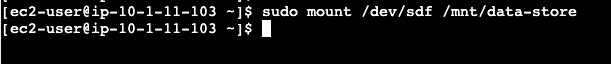 [ec2-user@ip-10-1-11-103 ~]$ sudo mount /dev/sdf /mnt/data-store
[ec2-user@ip-10-1-11-103 ~]$